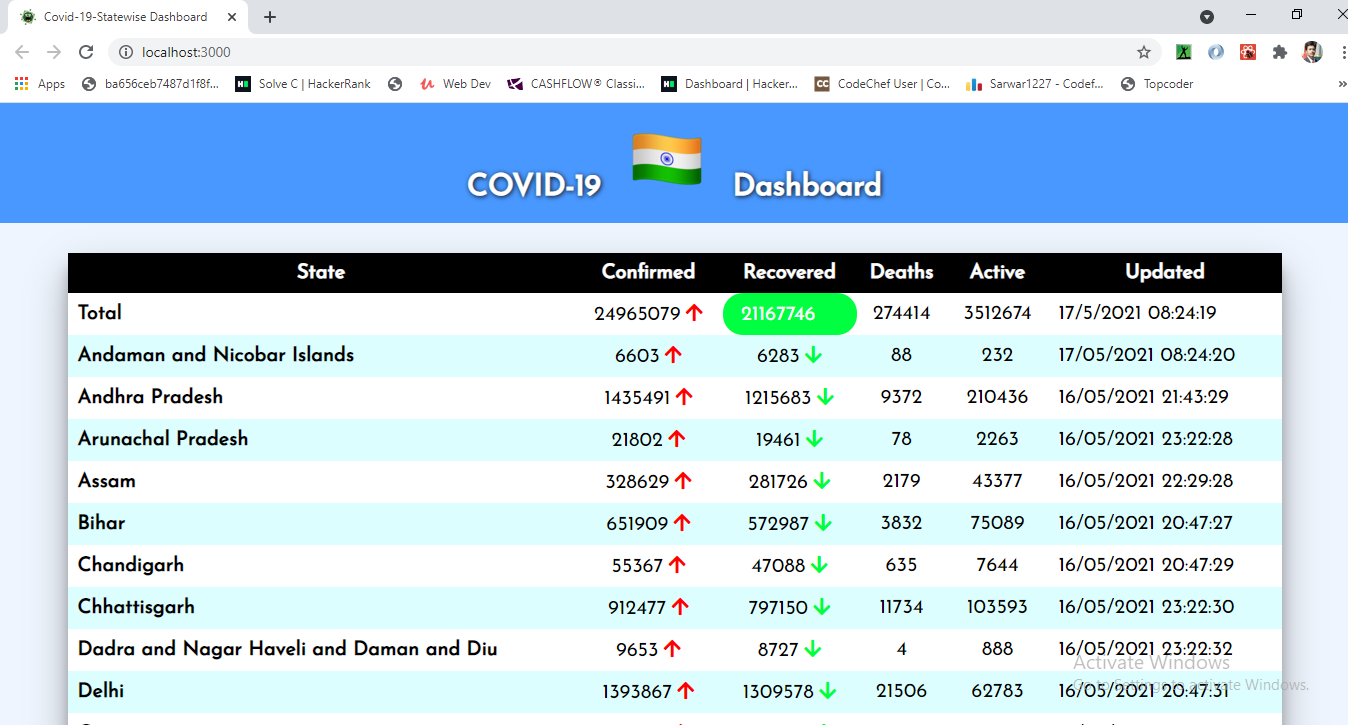 Covid-19-Statewise Dashboard
localhost:3000
Apps ba656ceb7487d1f8f... Solve C | HackerRank Web Dev CASHFLOW® Classi... Dashboard | Hacker... CodeChef User | Co... Sarwar1227 - Codef... Topcoder »
COVID-19 Dashboard
State Confirmed Recovered Deaths Active Updated
Total 24965079 ↑ 21167746 274414 3512674 17/5/2021 08:24:19
Andaman and Nicobar Islands 6603 ↑ 6283 ↓ 88 232 17/05/2021 08:24:20
Andhra Pradesh 1435491 ↑ 1215683 ↓ 9372 210436 16/05/2021 21:43:29
Arunachal Pradesh 21802 ↑ 19461 ↓ 78 2263 16/05/2021 23:22:28
Assam 328629 ↑ 281726 ↓ 2179 43377 16/05/2021 22:29:28
Bihar 651909 ↑ 572987 ↓ 3832 75089 16/05/2021 20:47:27
Chandigarh 55367 ↑ 47088 ↓ 635 7644 16/05/2021 20:47:29
Chhattisgarh 912477 ↑ 797150 ↓ 11734 103593 16/05/2021 23:22:30
Dadra and Nagar Haveli and Daman and Diu 9653 ↑ 8727 ↓ 4 888 16/05/2021 23:22:32
Activate Windows
Delhi 1393867 ↑ 1309578 ↓ 21506 62783 16/05/2021 20:47:31
Go to Settings to activate Windows.